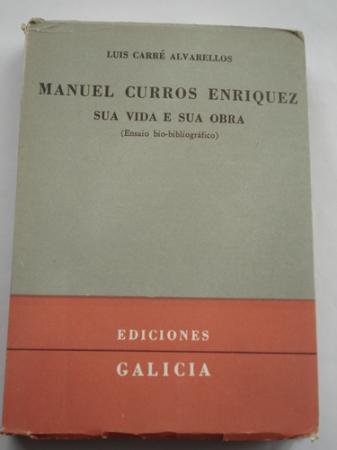 LUIS CARRÉ ALVARELLOS
MANUEL CURROS ENRIQUEZ
SUA VIDA E SUA OBRA
(Ensaio bio-bibliográfico)
EDICIONES
GALICIA